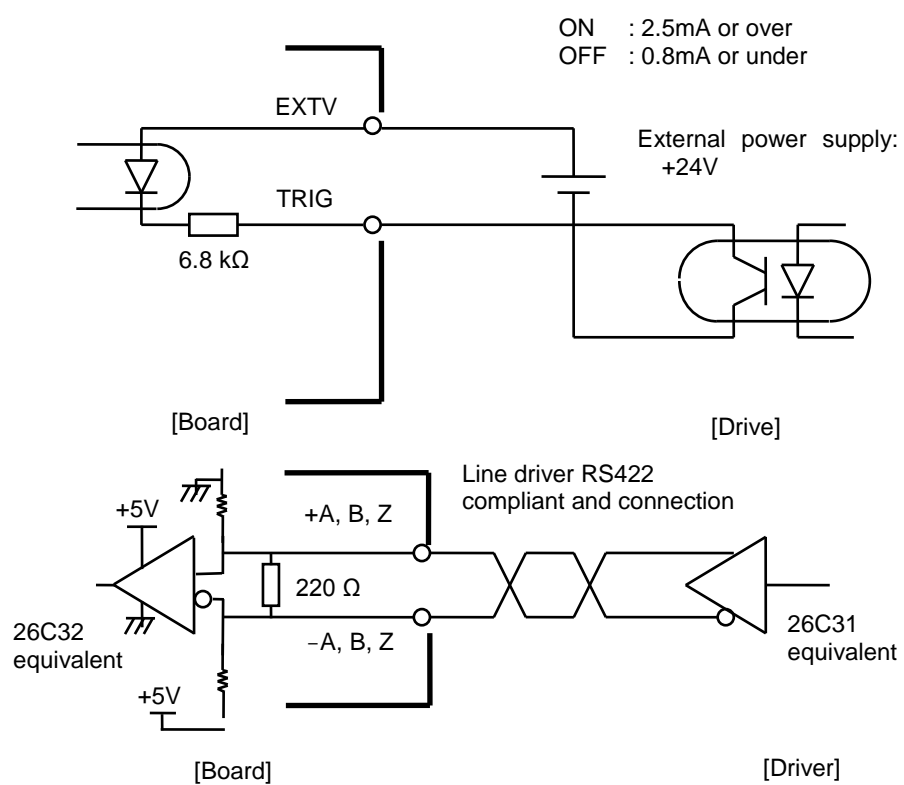 ON : 2.5mA or over
OFF : 0.8mA or under
EXTV
External power supply:
+24V
TRIG
6.8 kΩ
[Board]
[Drive]
Line driver RS422
compliant and connection
+5V
+A, B, Z
220 Ω
26C32
equivalent
26C31
equivalent
−A, B, Z
+5V
[Board]
[Driver]